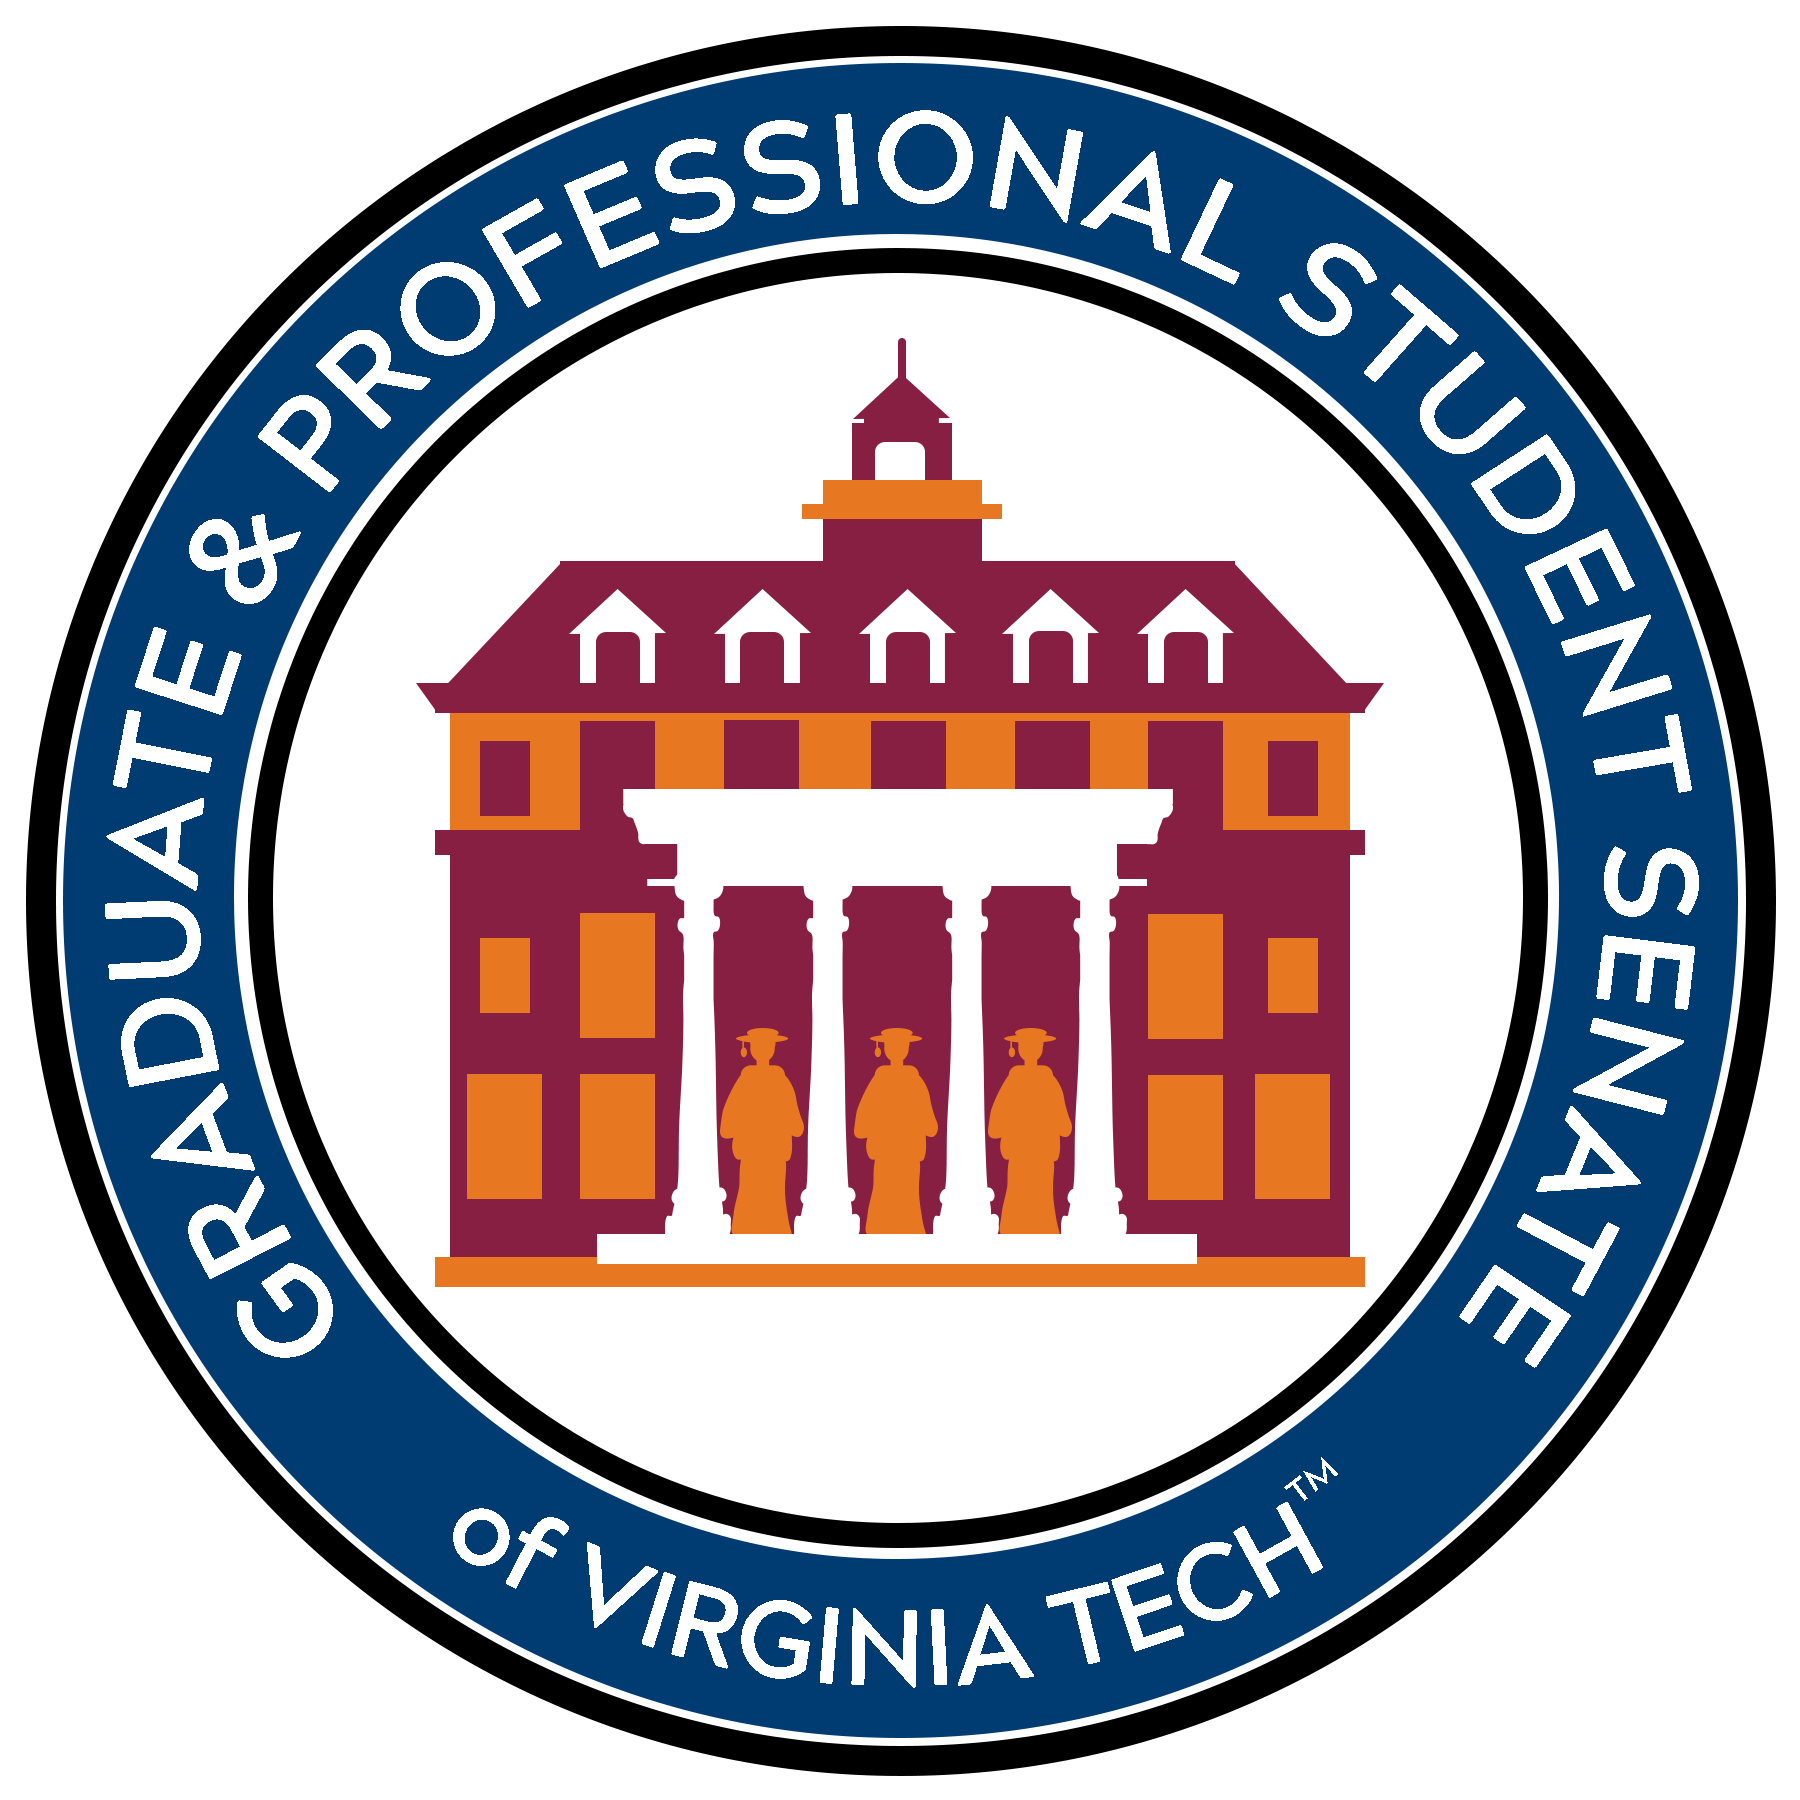 GRADUATE & PROFESSIONAL STUDENT SENATE
of VIRGINIA TECH™